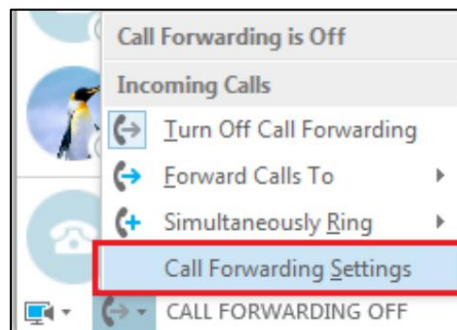 Call Forwarding is Off
Incoming Calls
Turn Off Call Forwarding
Forward Calls To
Simultaneously Ring
Call Forwarding Settings
CALL FORWARDING OFF